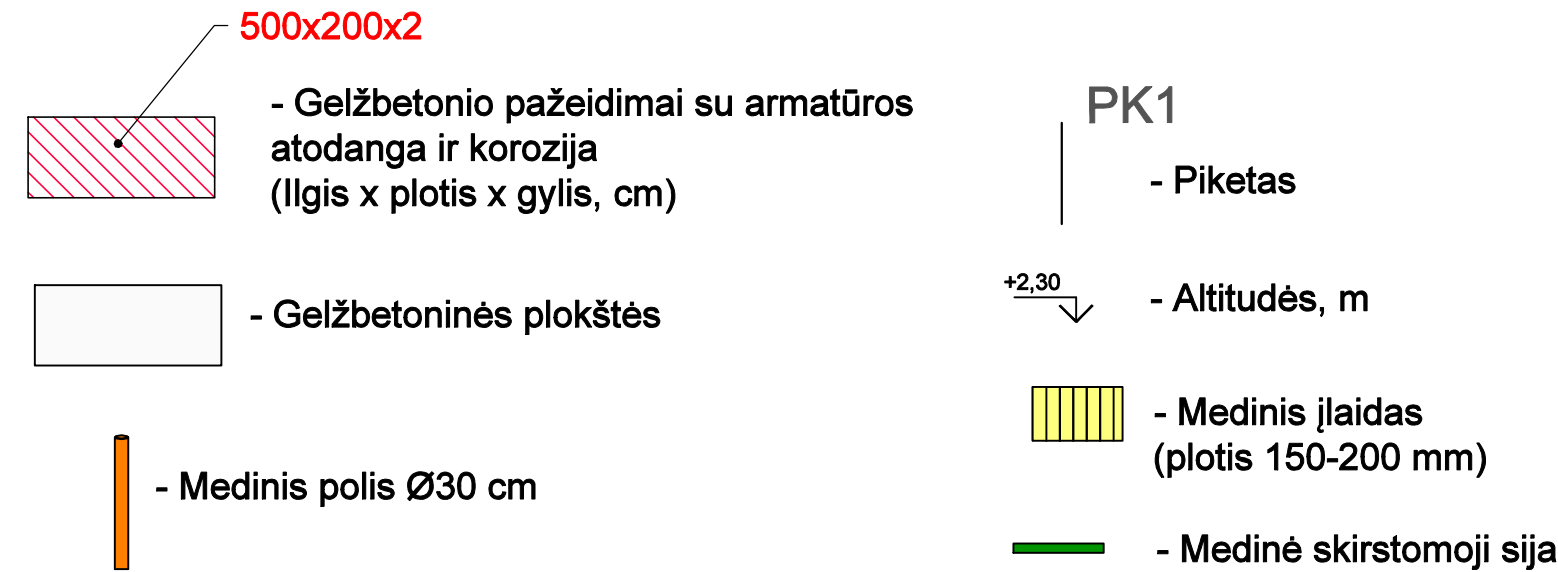 500x200x2
- Gelžbetonio pažeidimai su armatūros
atodanga ir korozija
(Ilgis x plotis x gylis, cm)
- Gelžbetoninės plokštės
- Medinis polis Ø30 cm
PK1
- Piketas
+2,30
- Altitudės, m
- Medinis įlaidas
(plotis 150-200 mm)
- Medinė skirstomoji sija